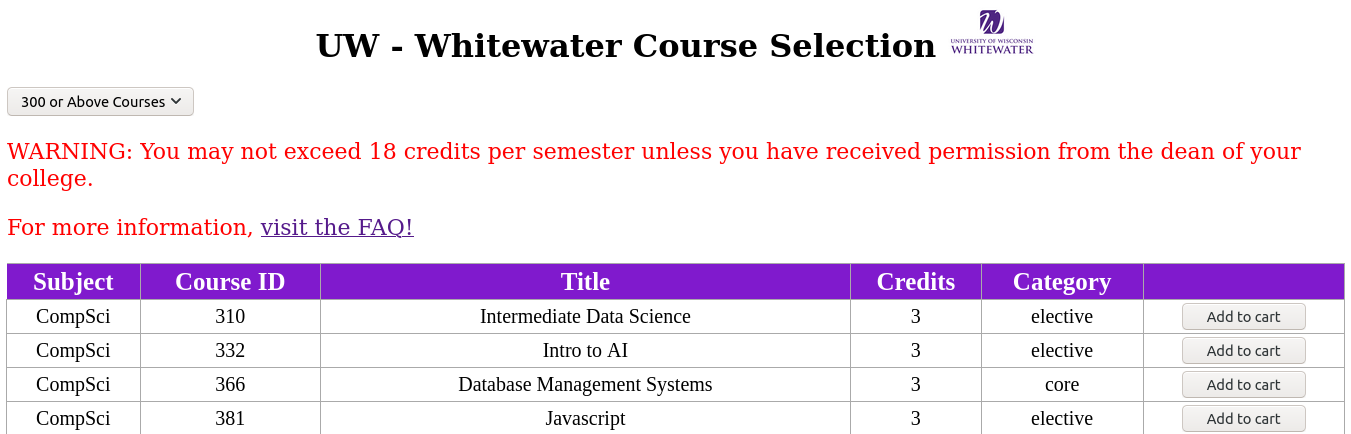 UW - Whitewater Course Selection
W
UNIVERSITY OF WISCONSIN
WHITEWATER
300 or Above Courses
WARNING: You may not exceed 18 credits per semester unless you have received permission from the dean of your
college.
For more information, visit the FAQ!
Subject Course ID Title Credits Category
CompSci 310 Intermediate Data Science 3 elective Add to cart
CompSci 332 Intro to AI 3 elective Add to cart
CompSci 366 Database Management Systems 3 core Add to cart
CompSci 381 Javascript 3 elective Add to cart